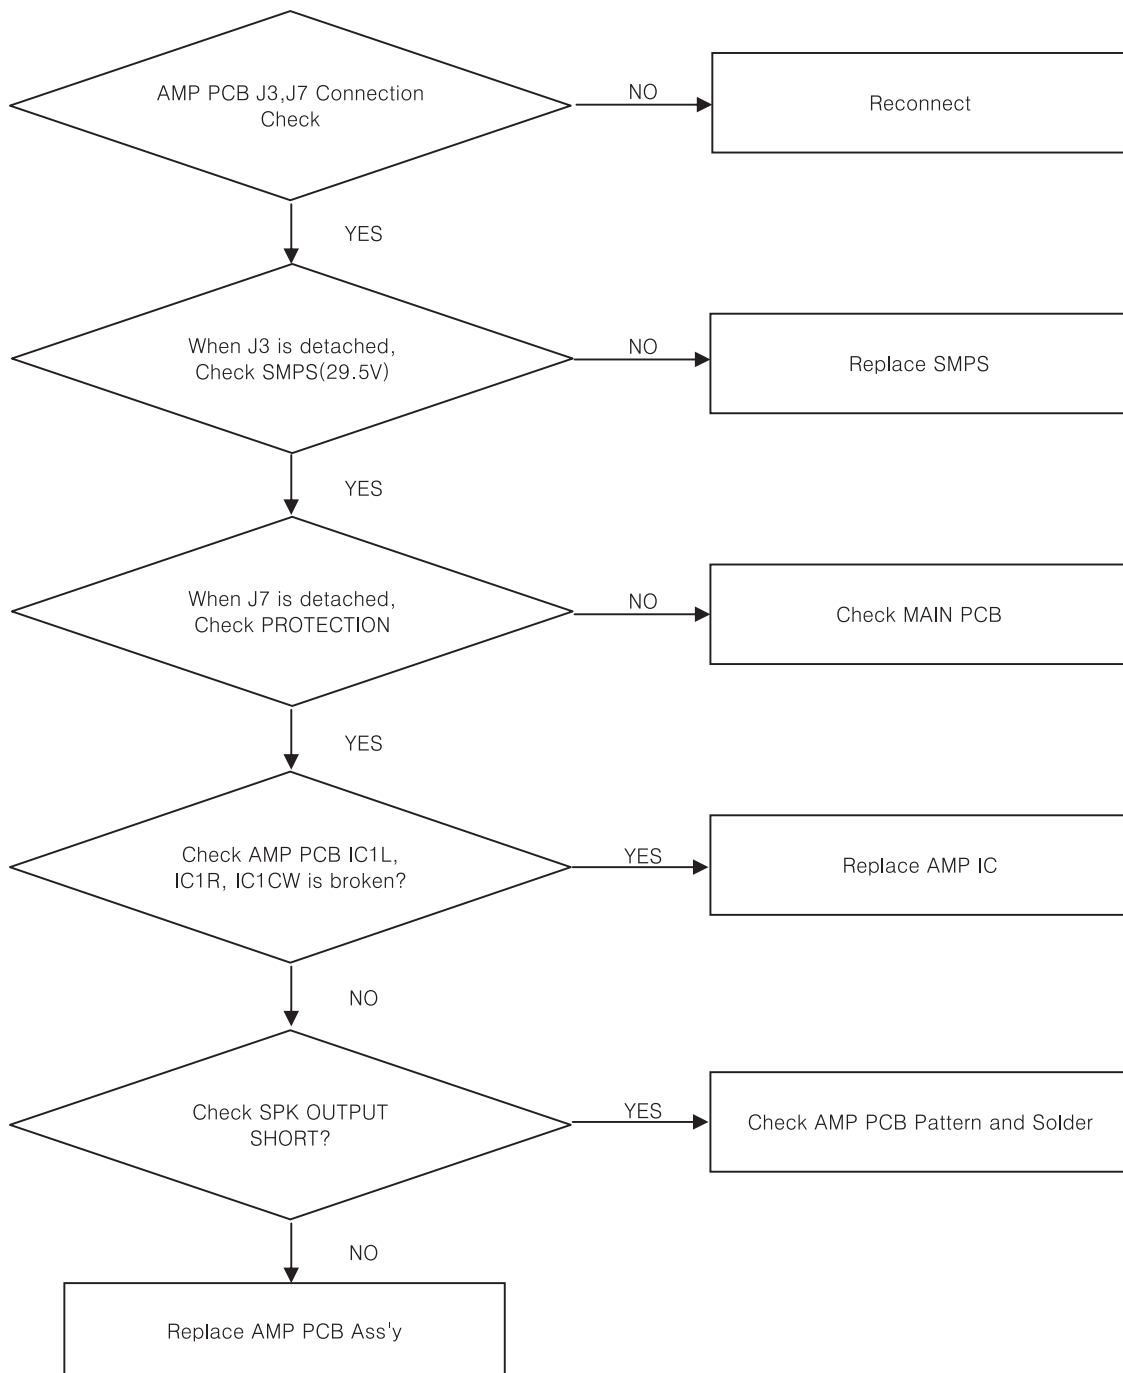 AMP PCB J3,J7 Connection
Check
NO
Reconnect
YES
When J3 is detached,
Check SMPS(29.5V)
NO
Replace SMPS
YES
When J7 is detached,
Check PROTECTION
NO
Check MAIN PCB
YES
Check AMP PCB IC1L,
IC1R, IC1CW is broken?
YES
Replace AMP IC
NO
Check SPK OUTPUT
SHORT?
YES
Check AMP PCB Pattern and Solder
NO
Replace AMP PCB Ass'y